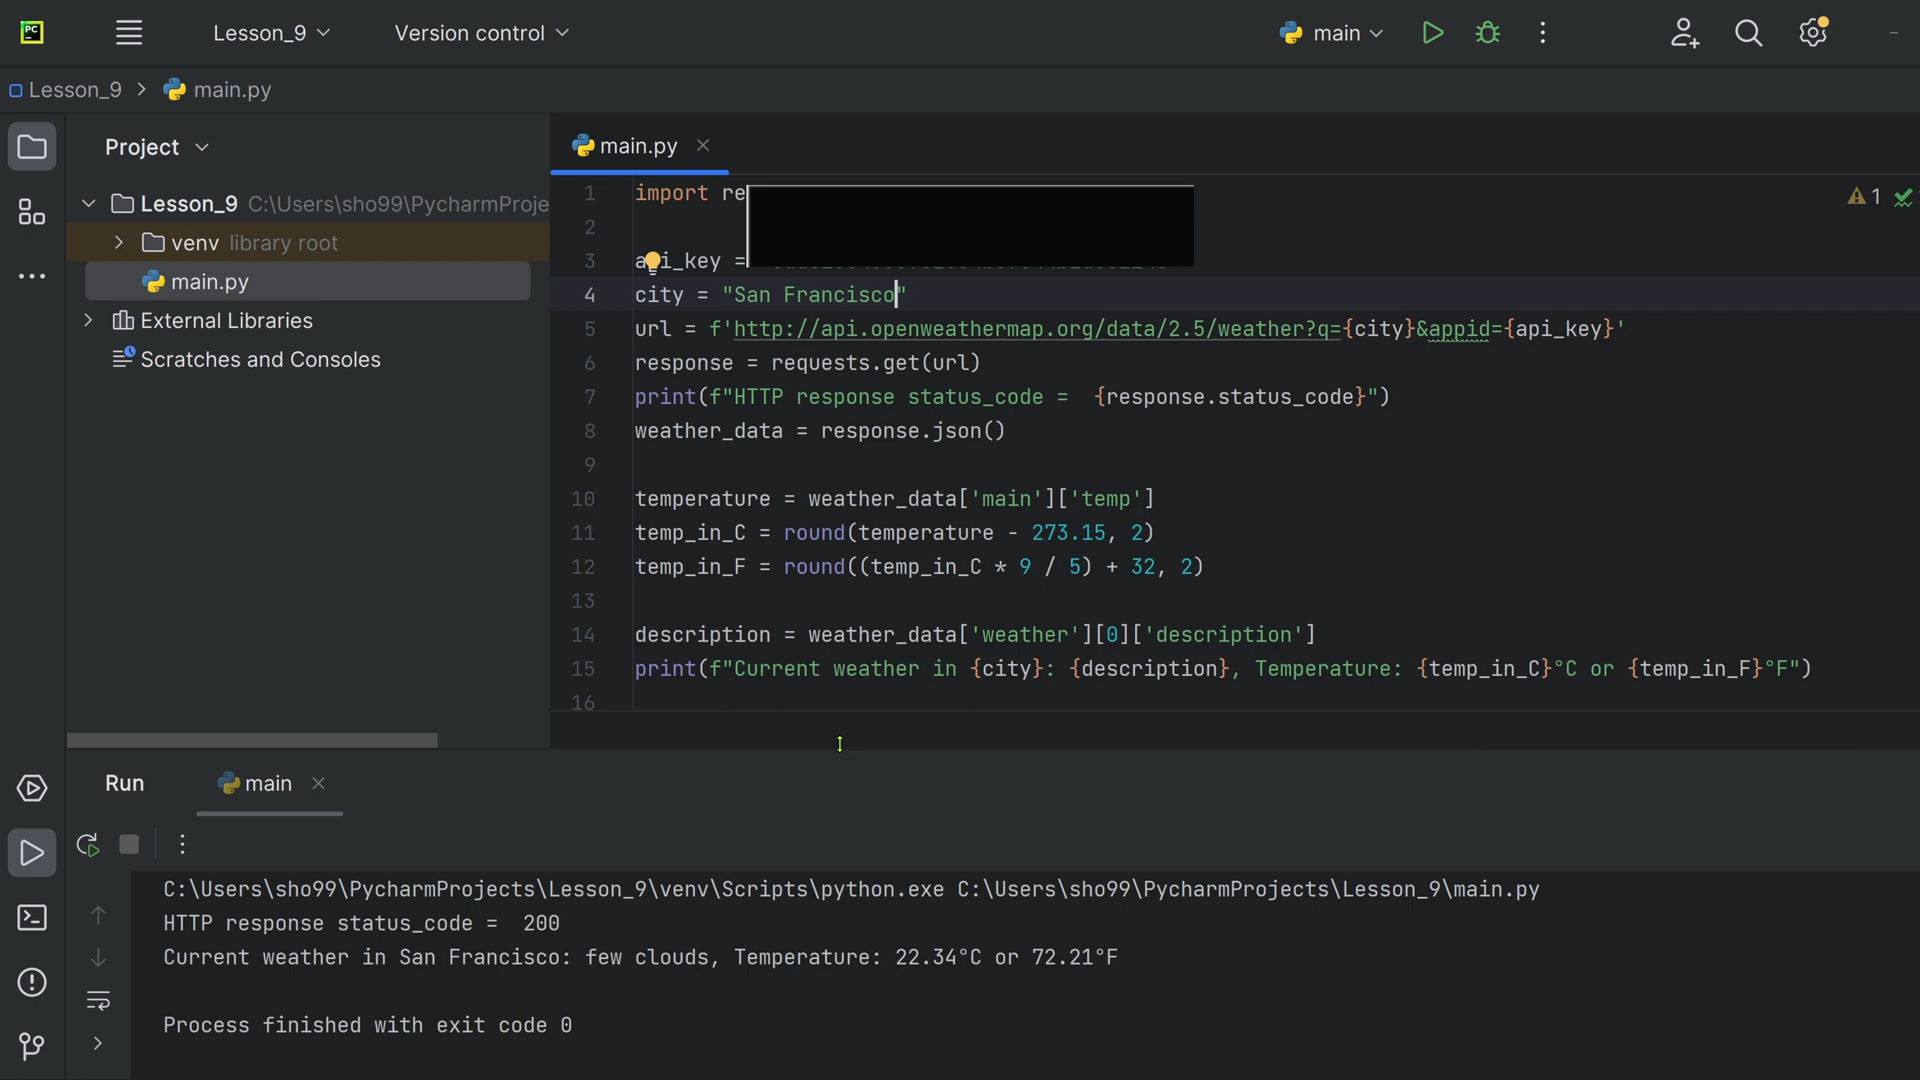 PC
Lesson_9
Version control
main
Lesson_9 > main.py
Project
main.py
Lesson_9 C:\Users\sho99\PycharmProje
venv library root
main.py
External Libraries
Scratches and Consoles
1
1 import re
2
3 api_key =
4 city = "San Francisco"
5 url = f'http://api.openweathermap.org/data/2.5/weather?q={city}&appid={api_key}'
6 response = requests.get(url)
7 print(f"HTTP response status_code =  {response.status_code}")
8 weather_data = response.json()
9
10 temperature = weather_data['main']['temp']
11 temp_in_C = round(temperature - 273.15, 2)
12 temp_in_F = round((temp_in_C * 9 / 5) + 32, 2)
13
14 description = weather_data['weather'][0]['description']
15 print(f"Current weather in {city}: {description}, Temperature: {temp_in_C}°C or {temp_in_F}°F")
16
Run
main
C:\Users\sho99\PycharmProjects\Lesson_9\venv\Scripts\python.exe C:\Users\sho99\PycharmProjects\Lesson_9\main.py
HTTP response status_code =  200
Current weather in San Francisco: few clouds, Temperature: 22.34°C or 72.21°F
Process finished with exit code 0